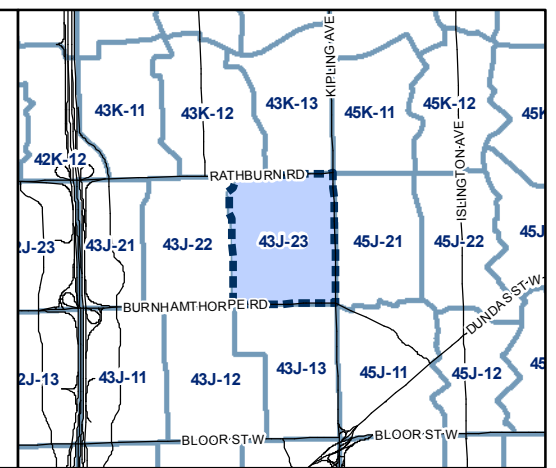 KIPLING AVE
43K-11
43K-12
43K-13
45K-11
45K-12
45K
42K-12
ISLINGTON AVE
RATHBURN RD
2J-23
43J-21
43J-22
43J-23
45J-21
45J-22
45J
BURNHAMTHORPE RD
DUNDAS ST W
2J-13
43J-11
43J-12
43J-13
45J-11
45J-12
45
BLOOR ST W
BLOOR ST W